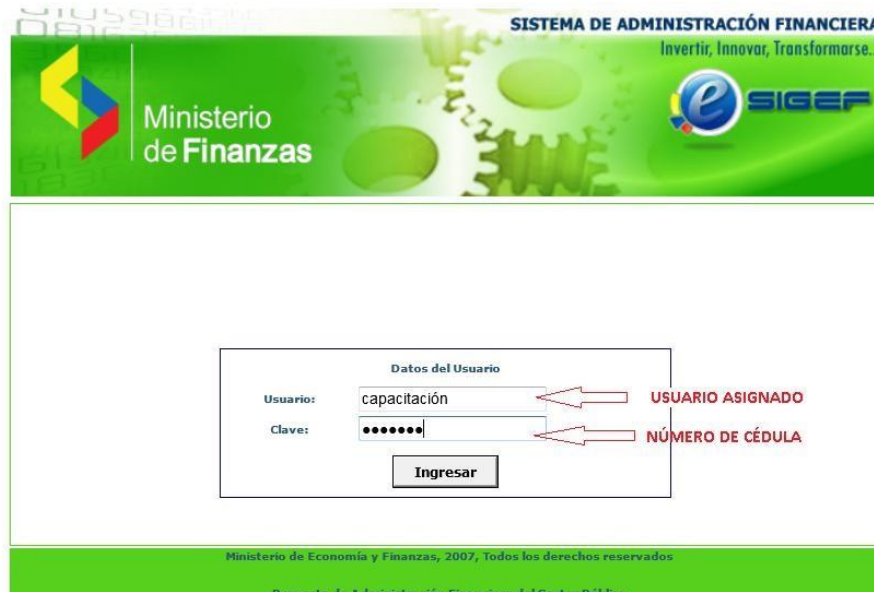 SISTEMA DE ADMINISTRACIÓN FINANCIERA
Invertir, Innovar, Transformarse..
Ministerio
de Finanzas
e SIGEF
Datos del Usuario
Usuario: capacitación USUARIO ASIGNADO
Clave: ●●●●●●● NÚMERO DE CÉDULA
Ingresar
Ministerio de Economía y Finanzas, 2007, Todos los derechos reservados